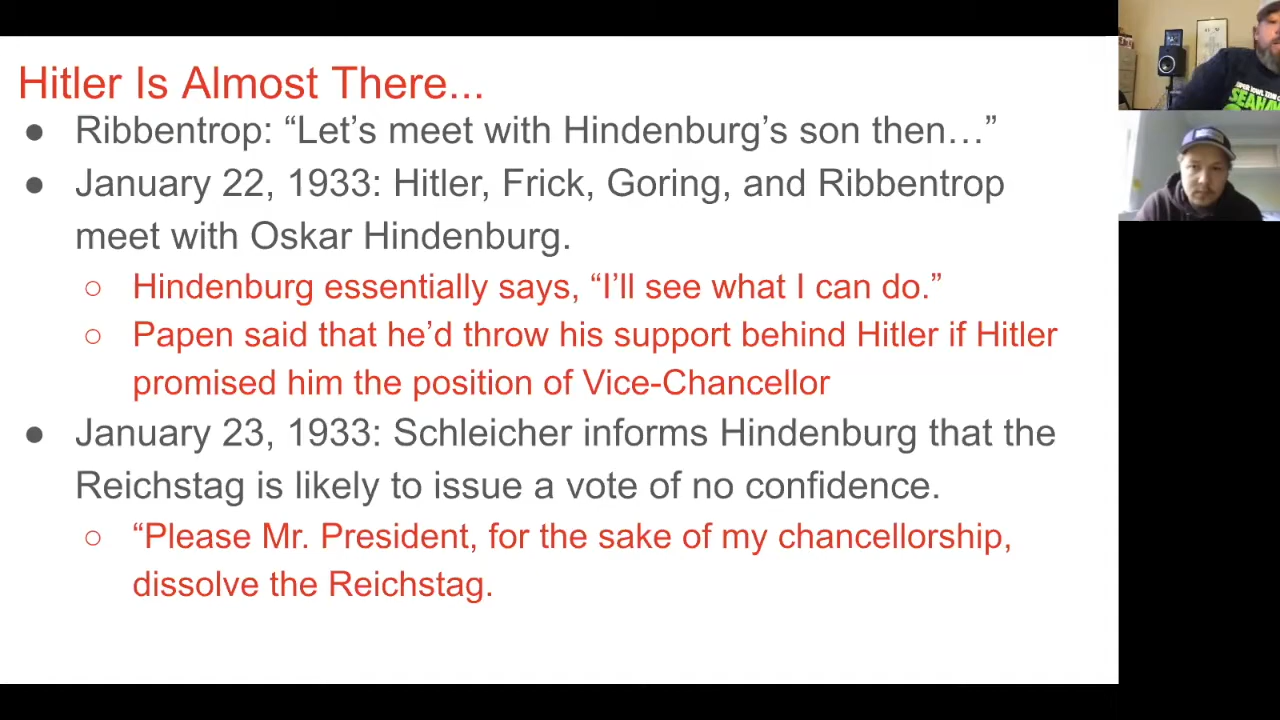 Hitler Is Almost There...
● Ribbentrop: “Let’s meet with Hindenburg’s son then…”
● January 22, 1933: Hitler, Frick, Goring, and Ribbentrop
meet with Oskar Hindenburg.
○ Hindenburg essentially says, “I’ll see what I can do.”
○ Papen said that he’d throw his support behind Hitler if Hitler
promised him the position of Vice-Chancellor
● January 23, 1933: Schleicher informs Hindenburg that the
Reichstag is likely to issue a vote of no confidence.
○ “Please Mr. President, for the sake of my chancellorship,
dissolve the Reichstag.